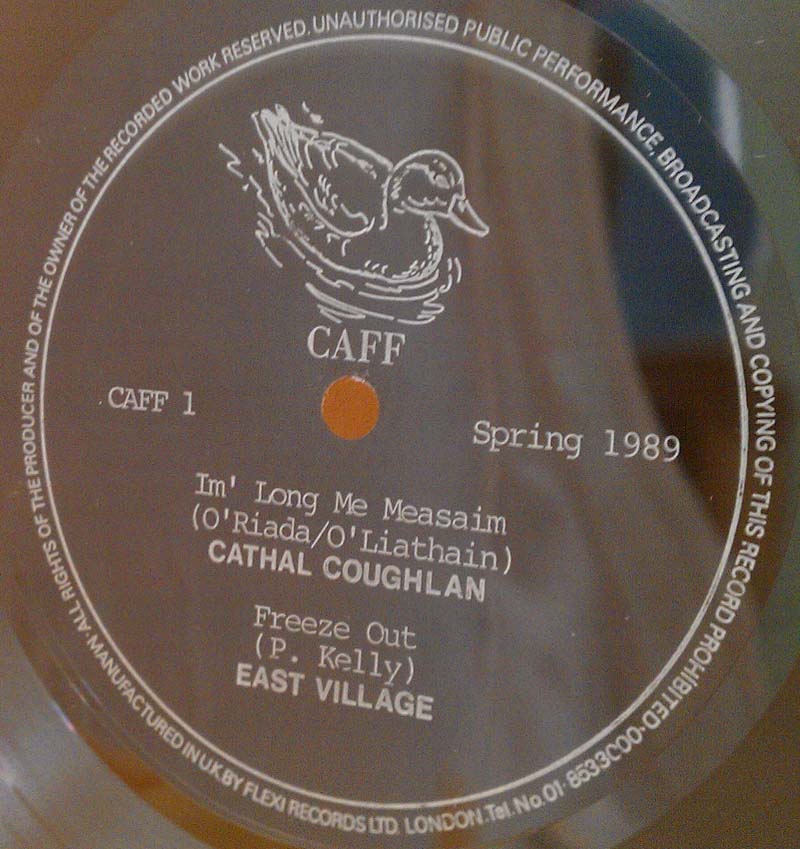 ·ALL RIGHTS OF THE PRODUCER AND OF THE OWNER OF THE RECORDED WORK RESERVED. UNAUTHORISED PUBLIC PERFORMANCE, BROADCASTING AND COPYING OF THIS RECORD PROHIBITED-
CAFF
CAFF 1
Spring 1989
Im' Long Me Measaim
(O'Riada/O'Liathain)
CATHAL COUGHLAN
Freeze Out
(P. Kelly)
EAST VILLAGE
MANUFACTURED IN U.K. BY FLEXI RECORDS LTD. LONDON. Tel. No. 01· 8533C00